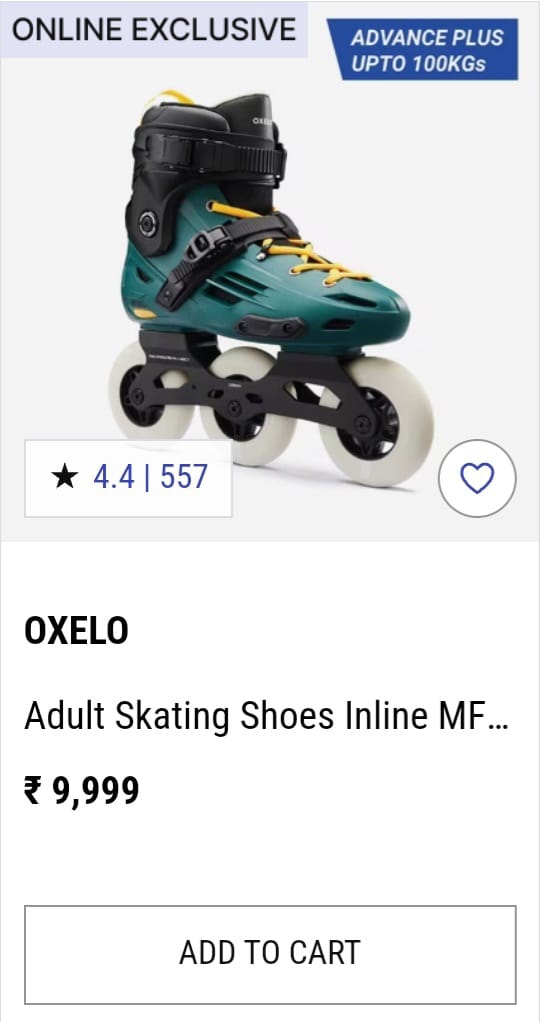 ONLINE EXCLUSIVE
ADVANCE PLUS
UPTO 100KGs
★ 4.4 | 557
OXELO
Adult Skating Shoes Inline MF...
₹ 9,999
ADD TO CART